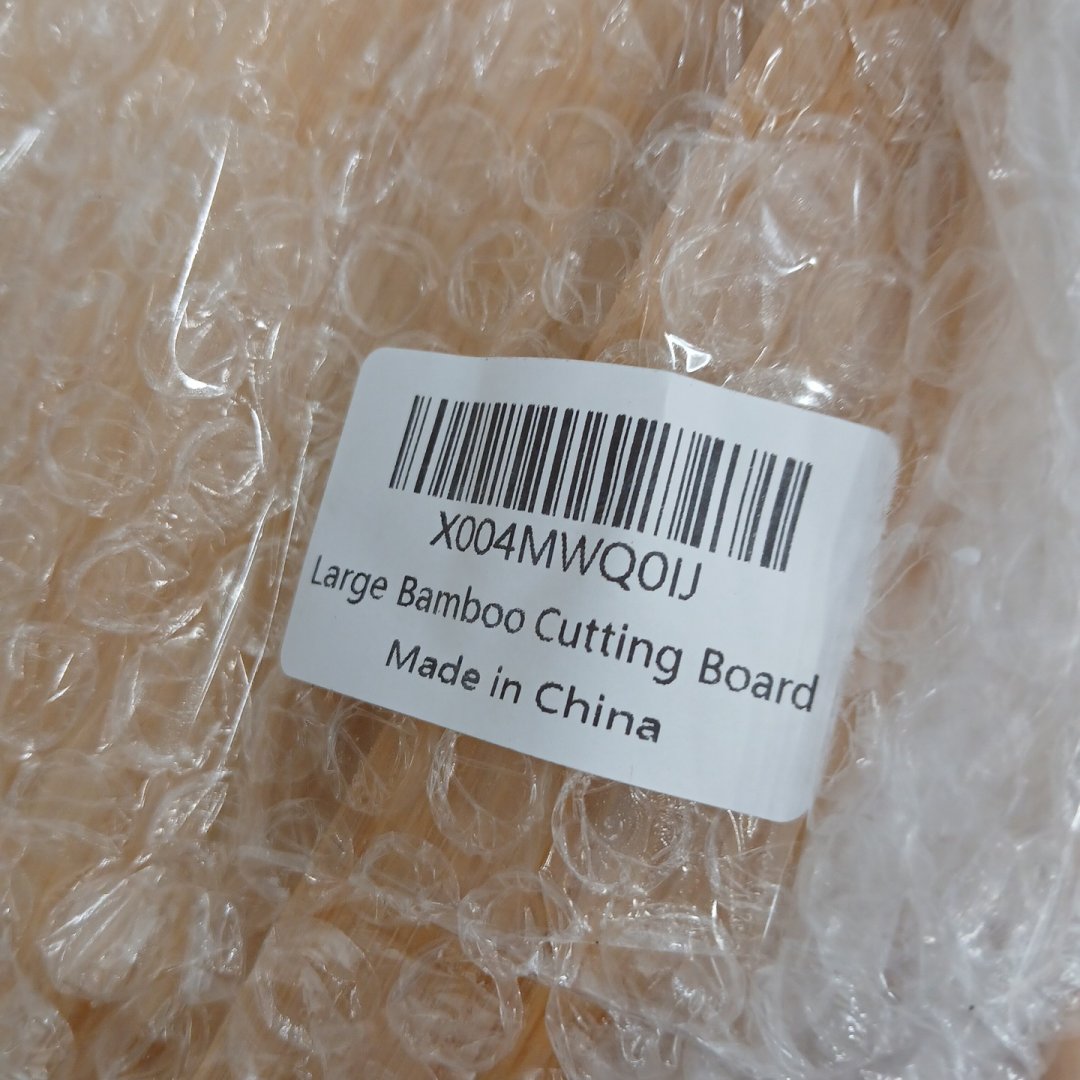 X004MWQ0IJ
Large Bamboo Cutting Board
Made in China